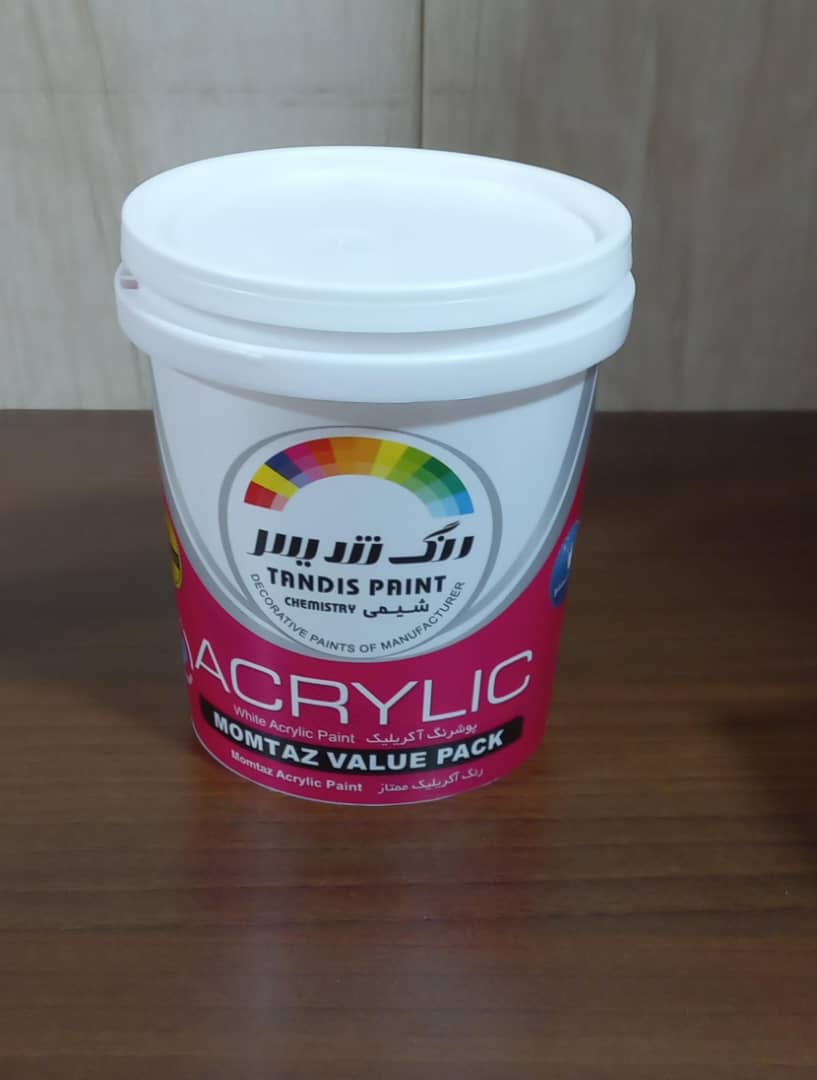 رنگ تندیس
TANDIS PAINT
CHEMISTRY شیمی
DECORATIVE PAINTS OF MANUFACTURER
ACRYLIC
White Acrylic Paint پوشرنگ آکریلیک
MOMTAZ VALUE PACK
Momtaz Acrylic Paint رنگ آکریلیک ممتاز